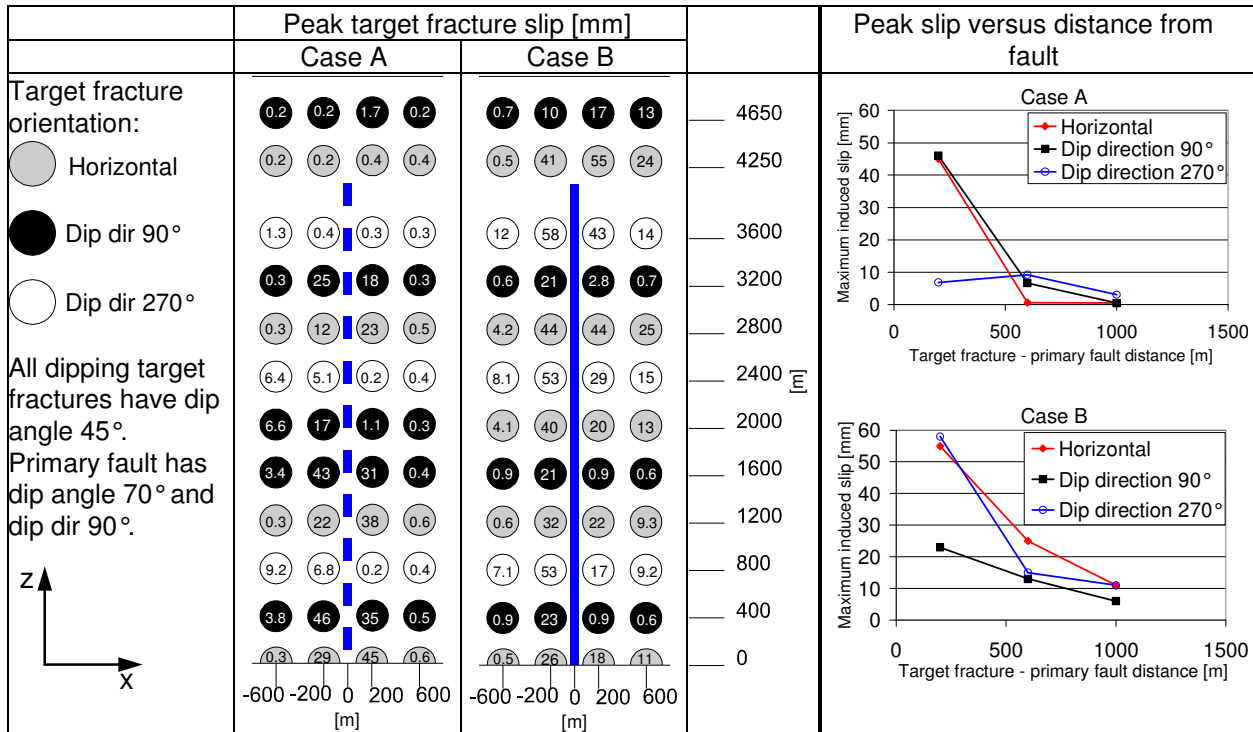 Peak target fracture slip [mm]
Case A
Case B
Peak slip versus distance from
fault
Target fracture
orientation:
Horizontal
Dip dir 90°
Dip dir 270°
All dipping target
fractures have dip
angle 45°.
Primary fault has
dip angle 70° and
dip dir 90°.
z
x
0.2 0.2 1.7 0.2 0.7 10 17 13 4650
0.2 0.2 0.4 0.4 0.5 41 55 24 4250
1.3 0.4 0.3 0.3 12 58 43 14 3600
0.3 25 18 0.3 0.6 21 2.8 0.7 3200
0.3 12 23 0.5 4.2 44 44 25 2800
6.4 5.1 0.2 0.4 8.1 53 29 15 2400
[m]
6.6 17 1.1 0.3 4.1 40 20 13 2000
3.4 43 31 0.4 0.9 21 0.9 0.6 1600
0.3 22 38 0.6 0.6 32 22 9.3 1200
9.2 6.8 0.2 0.4 7.1 53 17 9.2 800
3.8 46 35 0.5 0.9 23 0.9 0.6 400
0.3 29 45 0.6 0.5 26 18 11 0
-600 -200 0 200 600
[m]
-600 -200 0 200 600
[m]
Case A
Maximum induced slip [mm]
60
50
40
30
20
10
0
Horizontal
Dip direction 90°
Dip direction 270°
0 500 1000 1500
Target fracture - primary fault distance [m]
Case B
Maximum induced slip [mm]
60
50
40
30
20
10
0
Horizontal
Dip direction 90°
Dip direction 270°
0 500 1000 1500
Target fracture - primary fault distance [m]